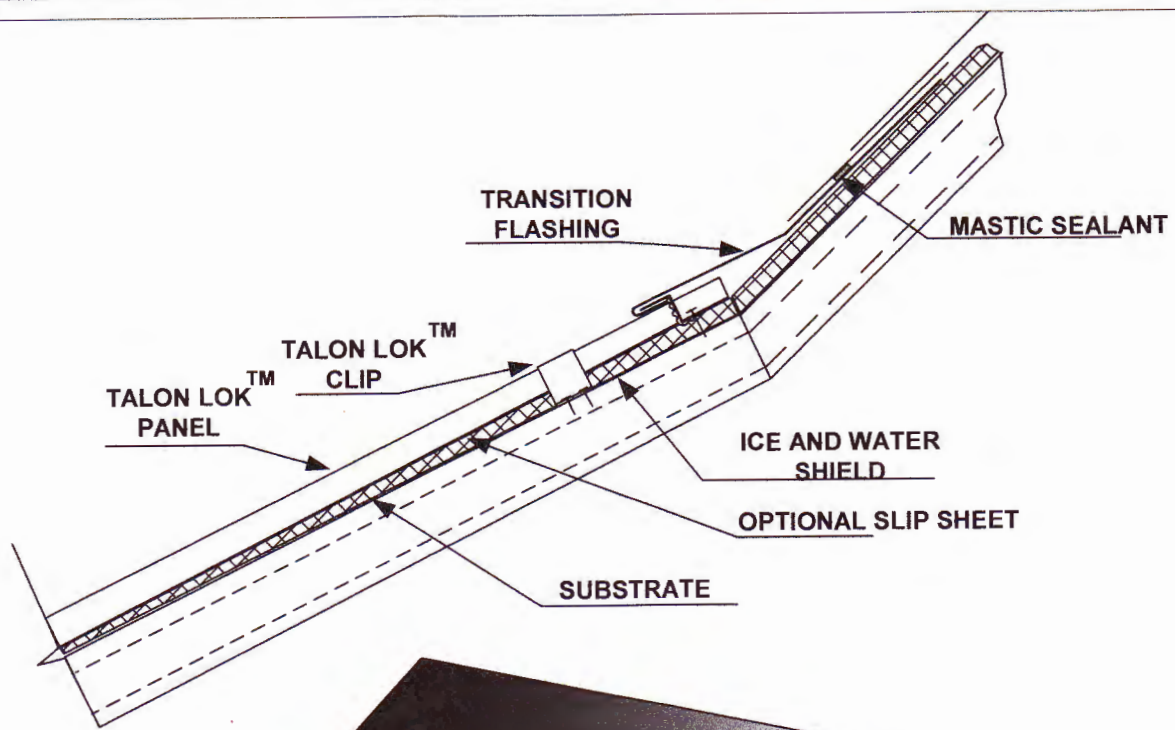 TRANSITION
FLASHING
MASTIC SEALANT
TALON LOK™
CLIP
TALON LOK™
PANEL
ICE AND WATER
SHIELD
OPTIONAL SLIP SHEET
SUBSTRATE